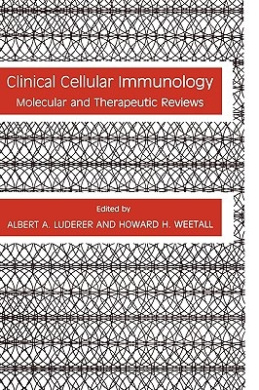 Clinical Cellular Immunology
Molecular and Therapeutic Reviews
Edited by
ALBERT A. LUDERER AND HOWARD H. WEETALL